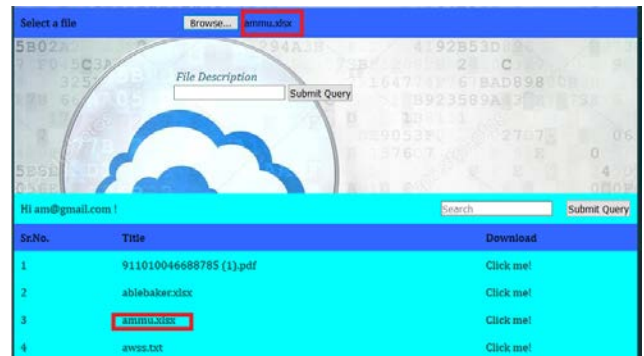 Select a file Browse... ammu.xlsx
File Description
Submit Query
Hi am@gmail.com !
Search Submit Query
Sr.No. Title Download
1 911010046688785 (1).pdf Click me!
2 ablebaker.xlsx Click me!
3 ammu.xlsx Click me!
4 awss.txt Click me!